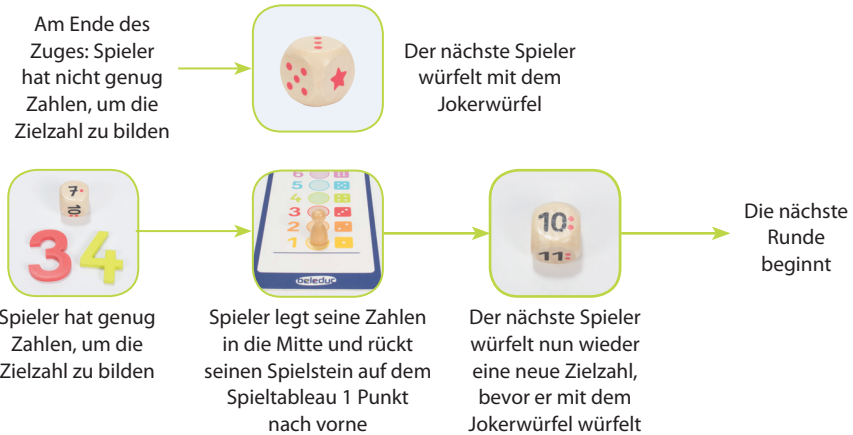 Am Ende des
Zuges: Spieler
hat nicht genug
Zahlen, um die
Zielzahl zu bilden
Der nächste Spieler
würfelt mit dem
Jokerwürfel
7
10
3 4
6
5
4
3
2
1
beleduc
10
11
Die nächste
Runde
beginnt
Spieler hat genug
Zahlen, um die
Zielzahl zu bilden
Spieler legt seine Zahlen
in die Mitte und rückt
seinen Spielstein auf dem
Spieltableau 1 Punkt
nach vorne
Der nächste Spieler
würfelt nun wieder
eine neue Zielzahl,
bevor er mit dem
Jokerwürfel würfelt